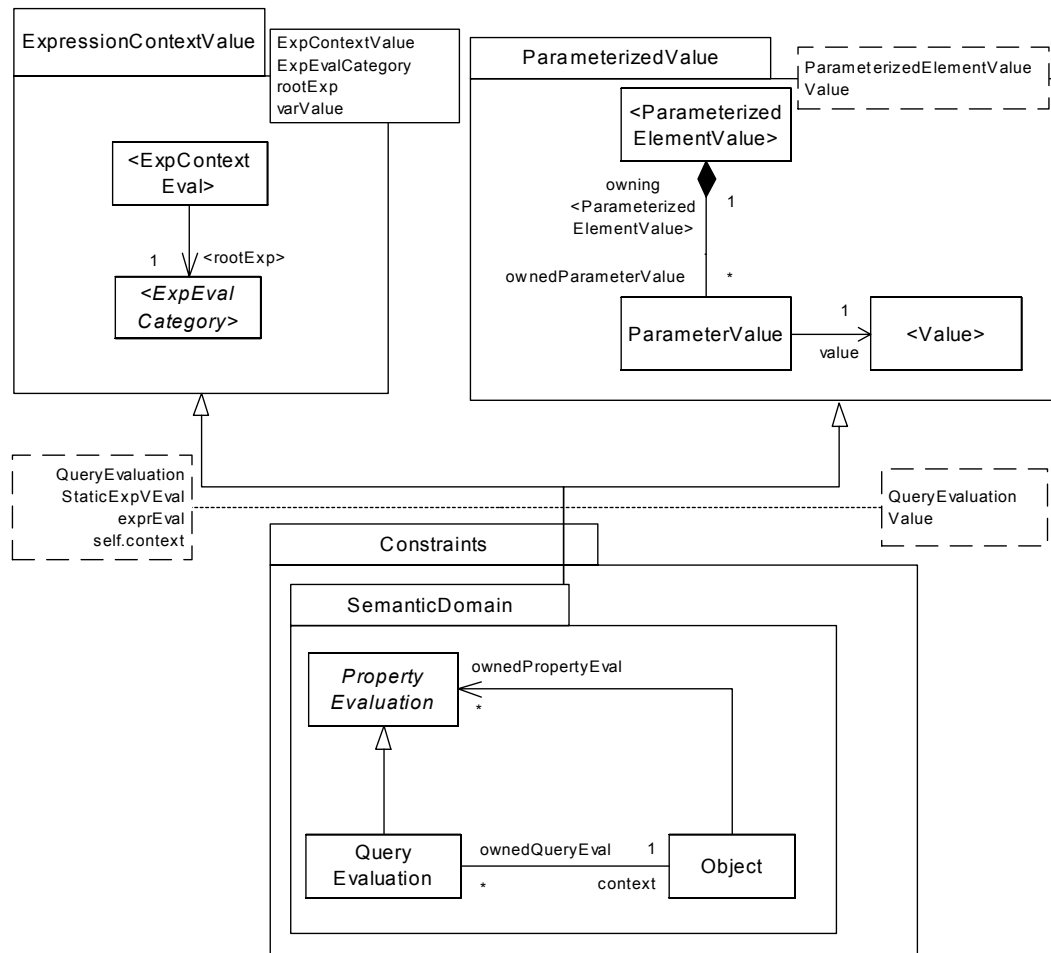 ExpressionContextValue
ExpContextValue
ExpEvalCategory
rootExp
varValue
<ExpContext
Eval>
1
<rootExp>
<ExpEval
Category>
ParameterizedValue
ParameterizedElementValue
Value
<Parameterized
ElementValue>
owning
<Parameterized
ElementValue>
1
ownedParameterValue
*
ParameterValue
1
value
<Value>
QueryEvaluation
StaticExpVEval
exprEval
self.context
QueryEvaluation
Value
Constraints
SemanticDomain
Property
Evaluation
ownedPropertyEval
*
Query
Evaluation
ownedQueryEval
*
1
context
Object